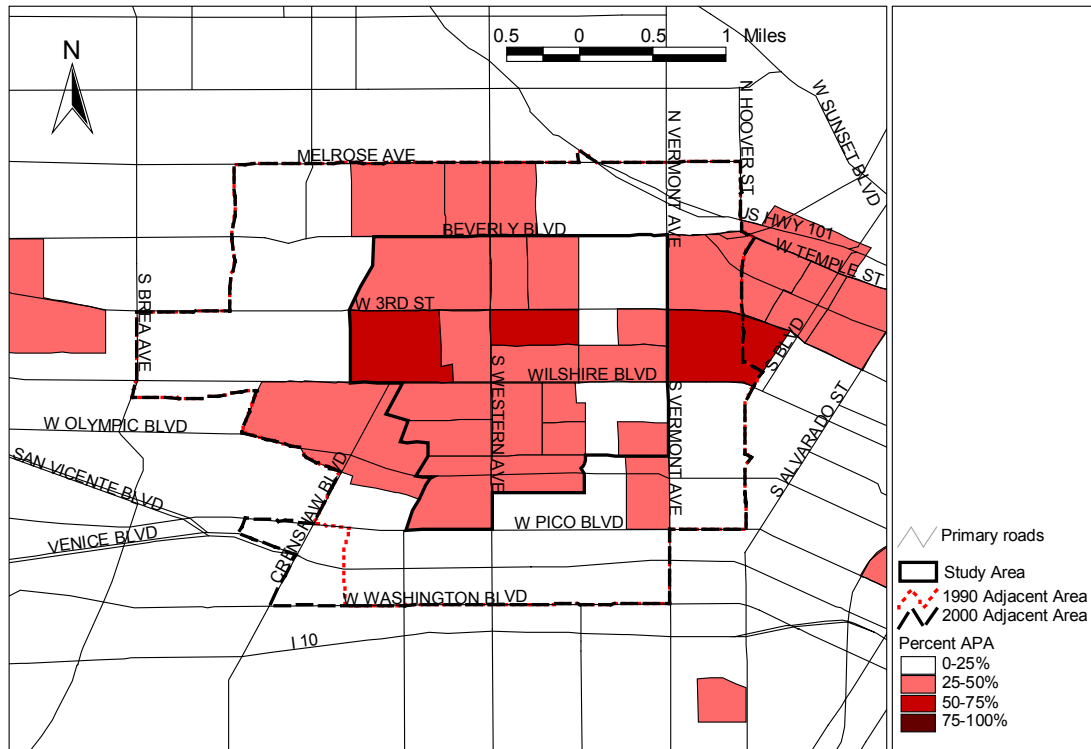 0.5 0 0.5 1 Miles
N
W SUNSET BLVD
N HOOVER ST
N VERMONT AVE
MELROSE AVE
US HWY 101
BEVERLY BLVD
W TEMPLE ST
S BREA AVE
W 3RD ST
S BLVD
S WESTERN AVE
WILSHIRE BLVD
S VERMONT AVE
S ALVARADO ST
W OLYMPIC BLVD
SAN VICENTE BLVD
CRENSNAW BLVD
W PICO BLVD
VENICE BLVD
W WASHINGTON BLVD
I 10
Primary roads
Study Area
1990 Adjacent Area
2000 Adjacent Area
Percent APA
0-25%
25-50%
50-75%
75-100%